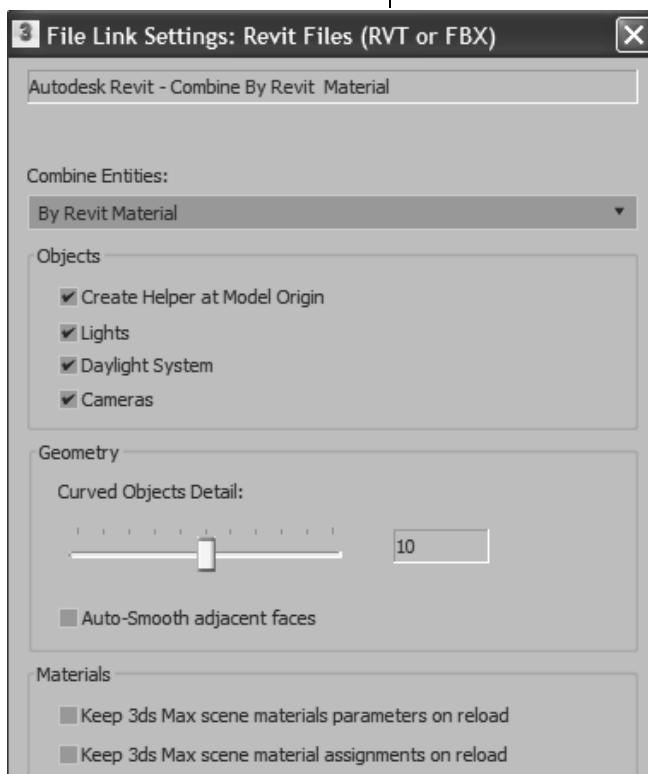 3 File Link Settings: Revit Files (RVT or FBX)
Autodesk Revit - Combine By Revit  Material
Combine Entities:
By Revit Material
Objects
Create Helper at Model Origin
Lights
Daylight System
Cameras
Geometry
Curved Objects Detail:
10
Auto-Smooth adjacent faces
Materials
Keep 3ds Max scene materials parameters on reload
Keep 3ds Max scene material assignments on reload